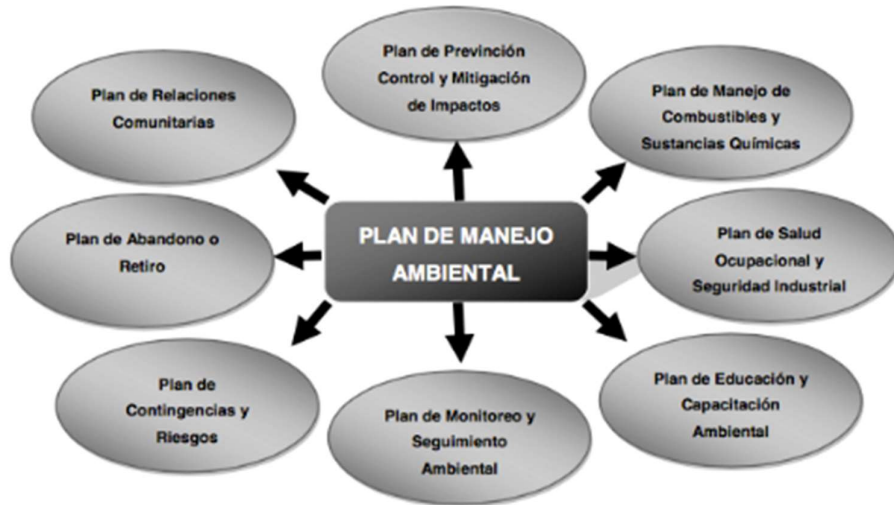 Plan de Previnción
Control y Mitigación
de Impactos
Plan de Relaciones
Comunitarias
Plan de Manejo de
Combustibles y
Sustancias Químicas
PLAN DE MANEJO
AMBIENTAL
Plan de Abandono o
Retiro
Plan de Salud
Ocupacional y
Seguridad Industrial
Plan de
Contingencias y
Riesgos
Plan de Monitoreo y
Seguimiento
Ambiental
Plan de Educación y
Capacitación
Ambiental